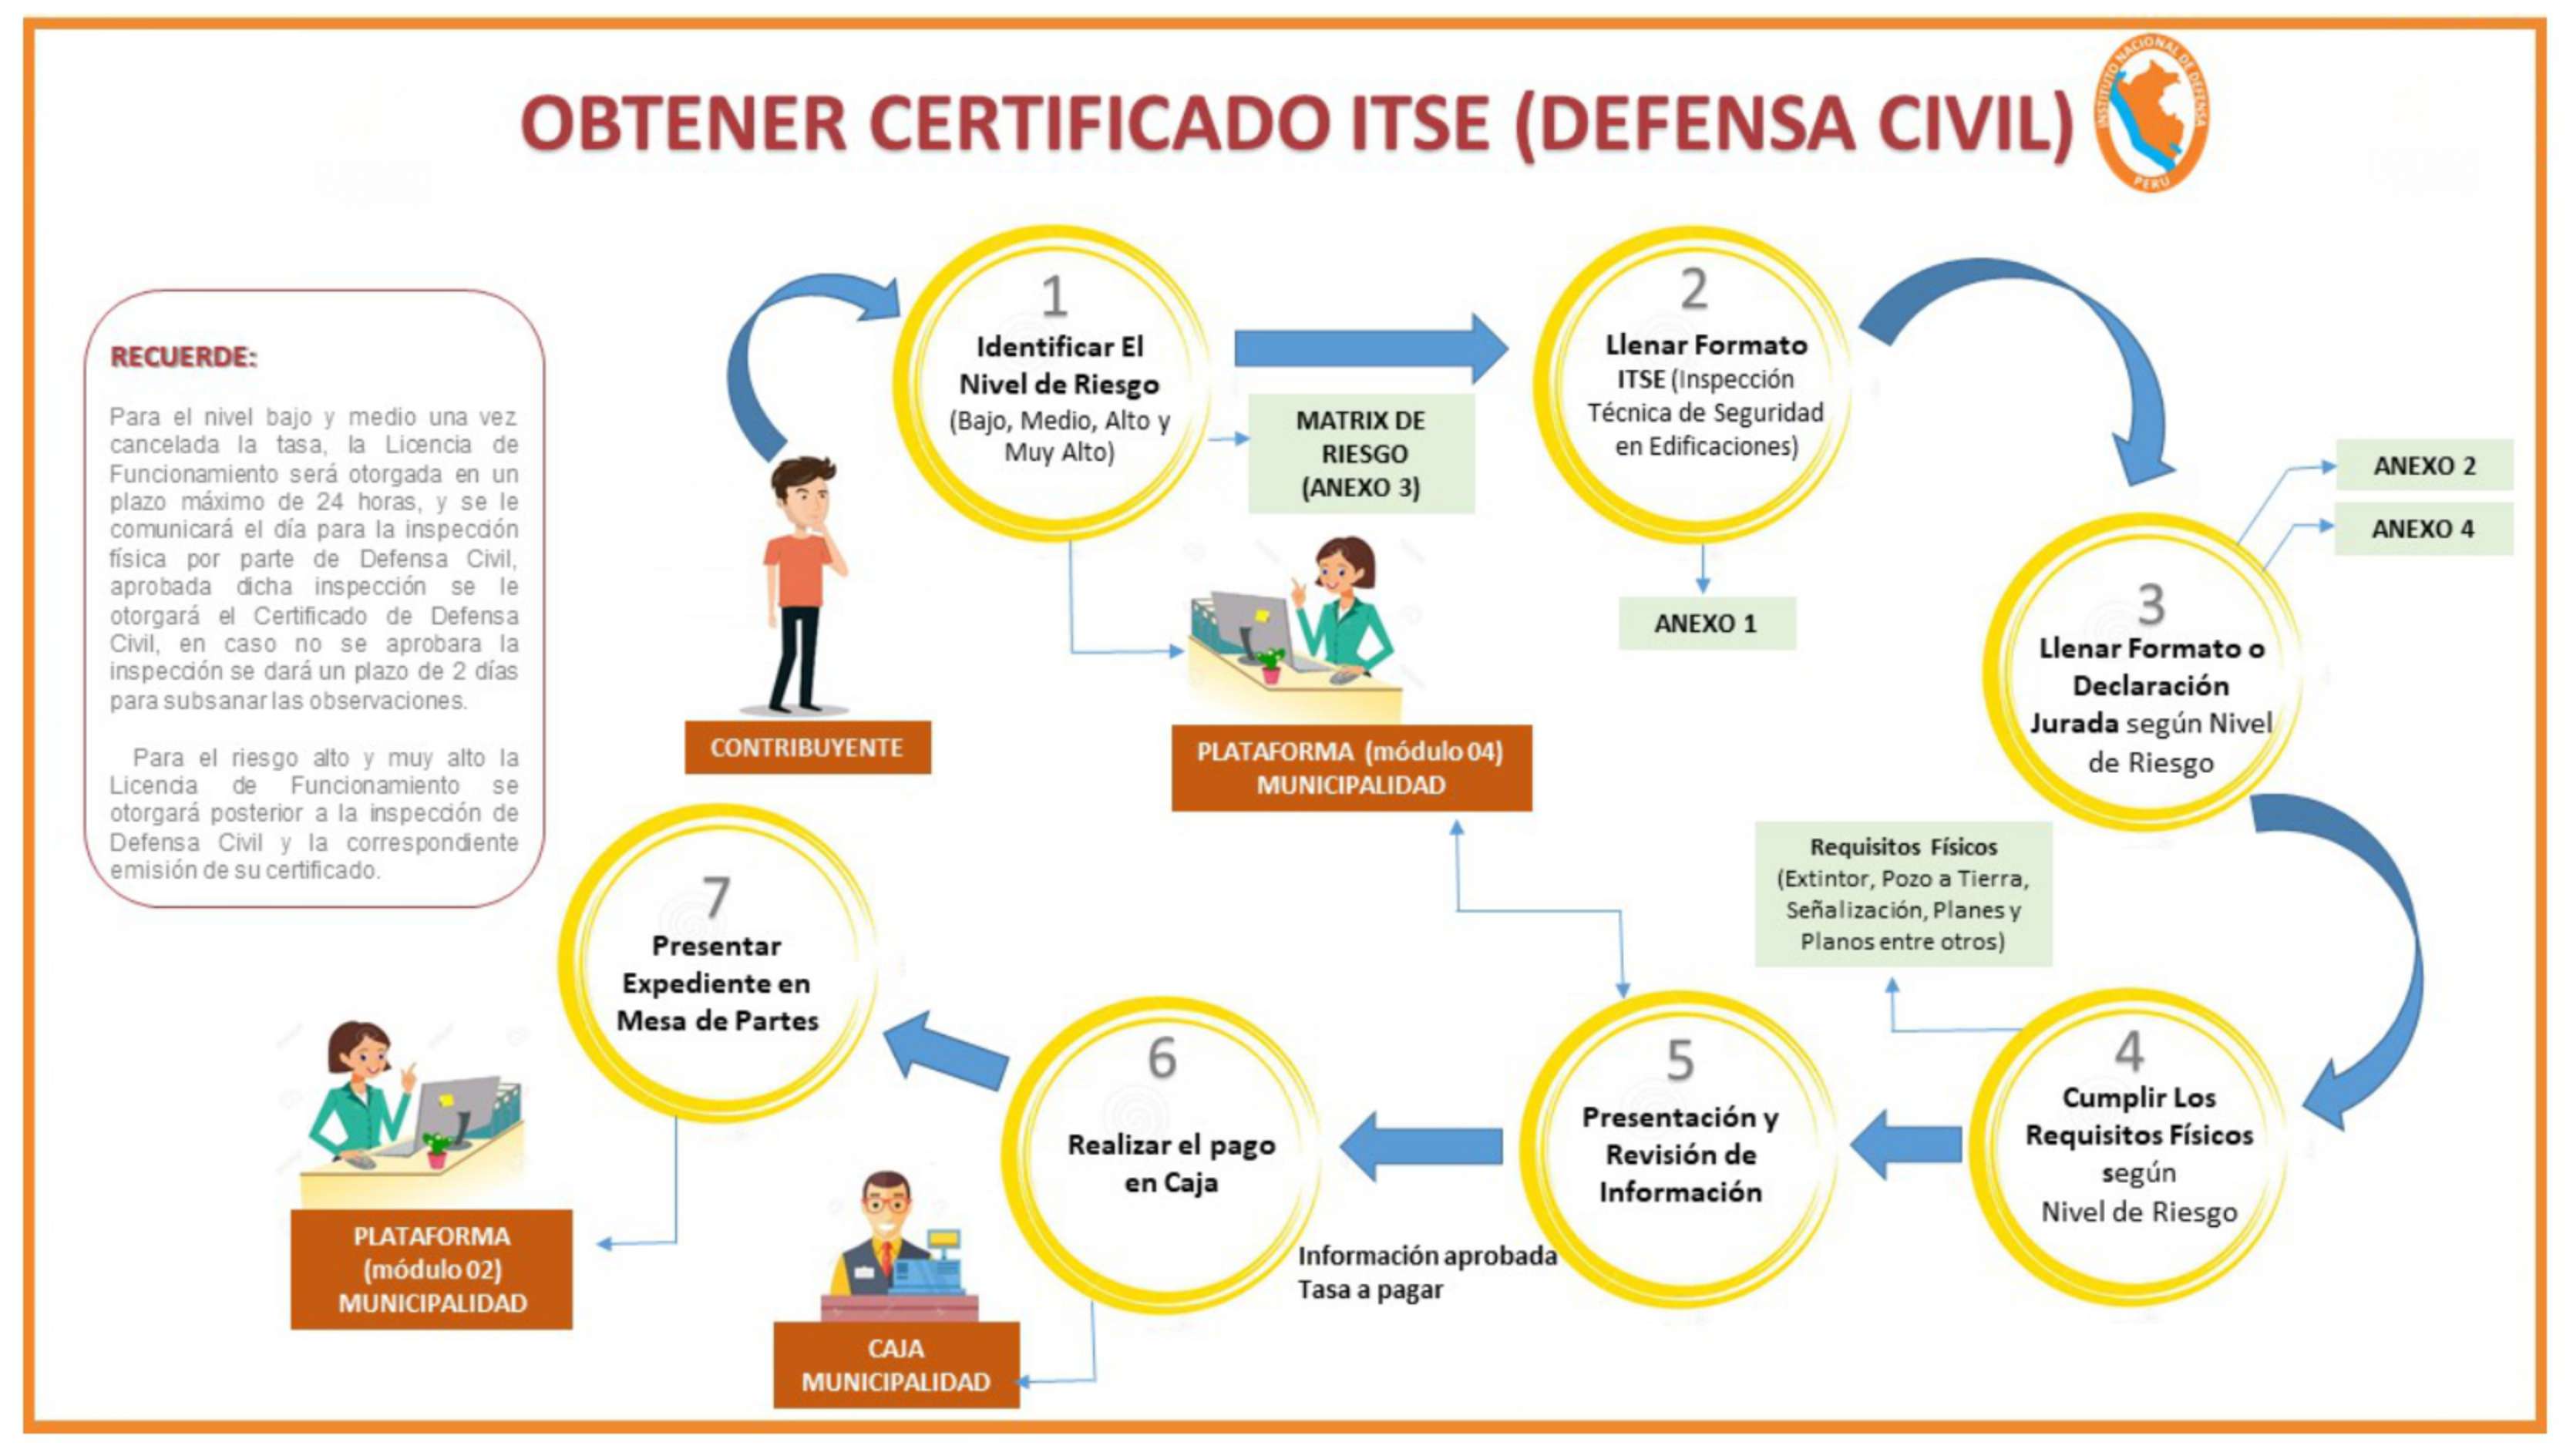 OBTENER CERTIFICADO ITSE (DEFENSA CIVIL)
INSTITUTO NACIONAL DE DEFENSA
PERU
RECUERDE:
Para el nivel bajo y medio una vez
cancelada la tasa, la Licencia de
Funcionamiento será otorgada en un
plazo máximo de 24 horas, y se le
comunicará el día para la inspección
física por parte de Defensa Civil,
aprobada dicha inspección se le
otorgará el Certificado de Defensa
Civil, en caso no se aprobara la
inspección se dará un plazo de 2 días
para subsanar las observaciones.
Para el riesgo alto y muy alto la
Licencia de Funcionamiento se
otorgará posterior a la inspección de
Defensa Civil y la correspondiente
emisión de su certificado.
CONTRIBUYENTE
1
Identificar El
Nivel de Riesgo
(Bajo, Medio, Alto y
Muy Alto)
MATRIX DE
RIESGO
(ANEXO 3)
PLATAFORMA (módulo 04)
MUNICIPALIDAD
2
Llenar Formato
ITSE (Inspección
Técnica de Seguridad
en Edificaciones)
ANEXO 1
3
Llenar Formato o
Declaración
Jurada según Nivel
de Riesgo
ANEXO 2
ANEXO 4
4
Cumplir Los
Requisitos Físicos
según
Nivel de Riesgo
Requisitos Físicos
(Extintor, Pozo a Tierra,
Señalización, Planes y
Planos entre otros)
5
Presentación y
Revisión de
Información
Información aprobada
Tasa a pagar
6
Realizar el pago
en Caja
CAJA
MUNICIPALIDAD
7
Presentar
Expediente en
Mesa de Partes
PLATAFORMA
(módulo 02)
MUNICIPALIDAD